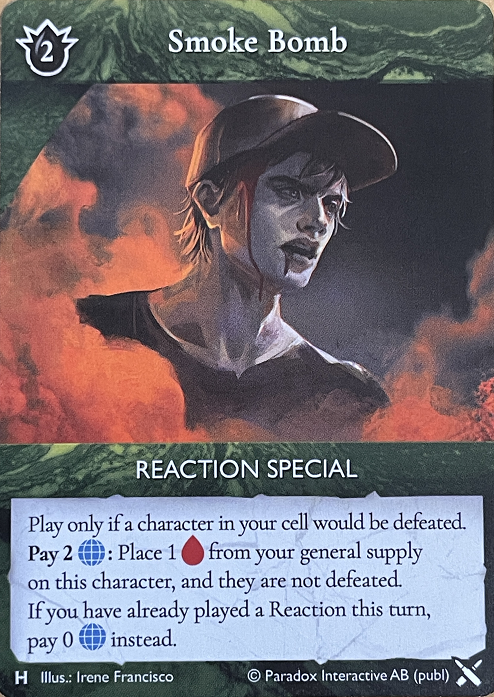 2
Smoke Bomb
REACTION SPECIAL
Play only if a character in your cell would be defeated.
Pay 2 : Place 1 from your general supply
on this character, and they are not defeated.
If you have already played a Reaction this turn,
pay 0 instead.
H Illus.: Irene Francisco © Paradox Interactive AB (publ)